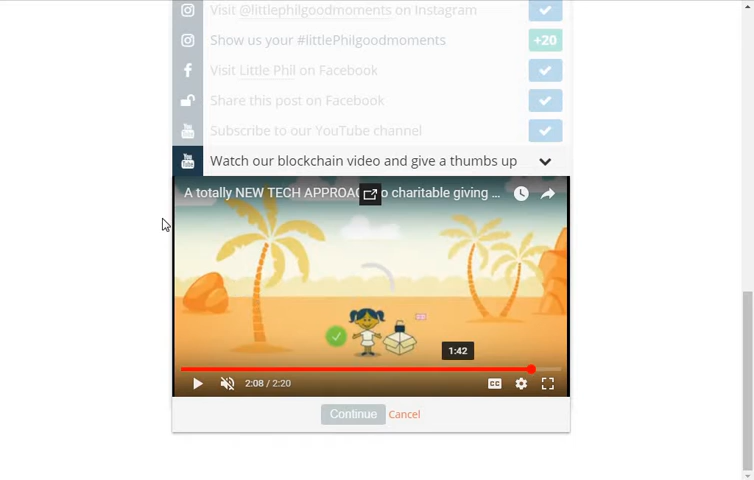 Visit @littlephilgoodmoments on Instagram
Show us your #littlePhilgoodmoments
+20
Visit Little Phil on Facebook
Share this post on Facebook
Subscribe to our YouTube channel
Watch our blockchain video and give a thumbs up
A totally NEW TECH APPROAC o charitable giving ...
1:42
2:08 / 2:20
CC
Continue Cancel